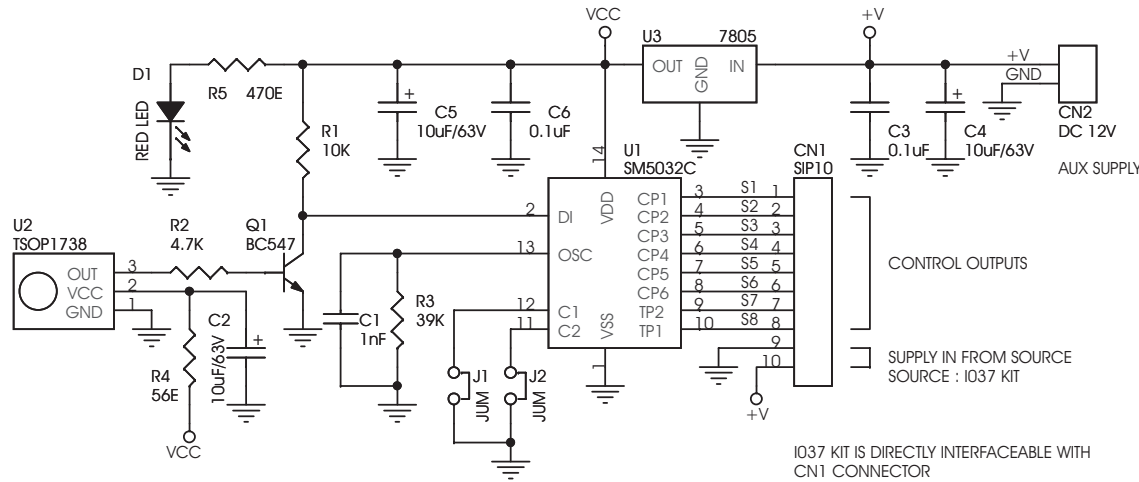 VCC
+V
U3 7805
OUT GND IN
+V
GND
CN2
DC 12V
AUX SUPPLY
D1
RED LED
R5 470E
R1
10K
C5
10uF/63V
C6
0.1uF
C3
0.1uF
C4
10uF/63V
U1
SM5032C
14
VDD
2 DI
13 OSC
12 C1
11 C2
VSS
1
CP1 3 S1 1
CP2 4 S2 2
CP3 5 S3 3
CP4 6 S4 4
CP5 7 S5 5
CP6 8 S6 6
TP2 9 S7 7
TP1 10 S8 8
9
10
CN1
SIP10
CONTROL OUTPUTS
SUPPLY IN FROM SOURCE
SOURCE : I037 KIT
+V
U2
TSOP1738
OUT 3
VCC 2
GND 1
R2
4.7K
Q1
BC547
C2
10uF/63V
R4
56E
VCC
C1
1nF
R3
39K
J1
JUM
J2
JUM
I037 KIT IS DIRECTLY INTERFACEABLE WITH
CN1 CONNECTOR